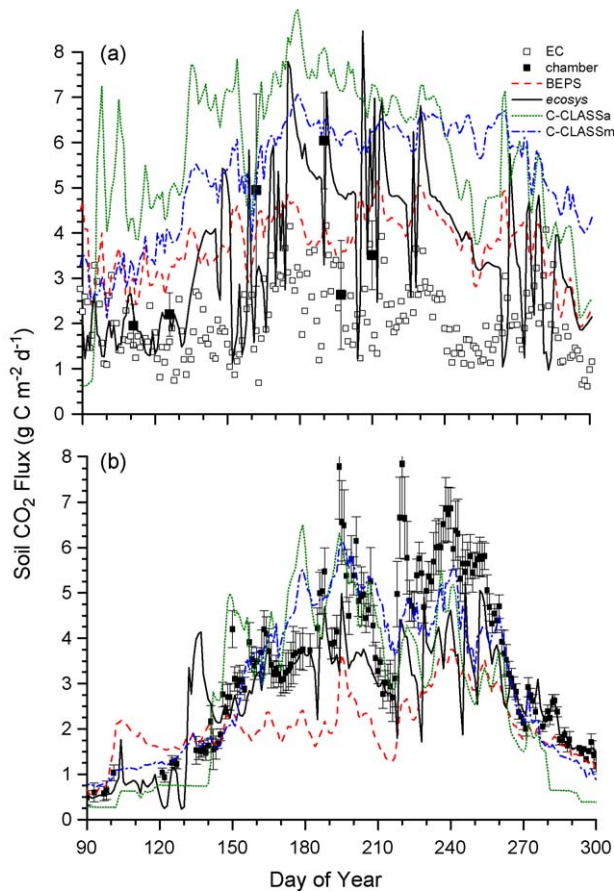 (a)
EC
chamber
BEPS
ecosys
C-CLASSa
C-CLASSm
8
7
6
5
4
3
2
1
0
Soil CO2 Flux (g C m-2 d-1)
(b)
8
7
6
5
4
3
2
1
0
90 120 150 180 210 240 270 300
Day of Year